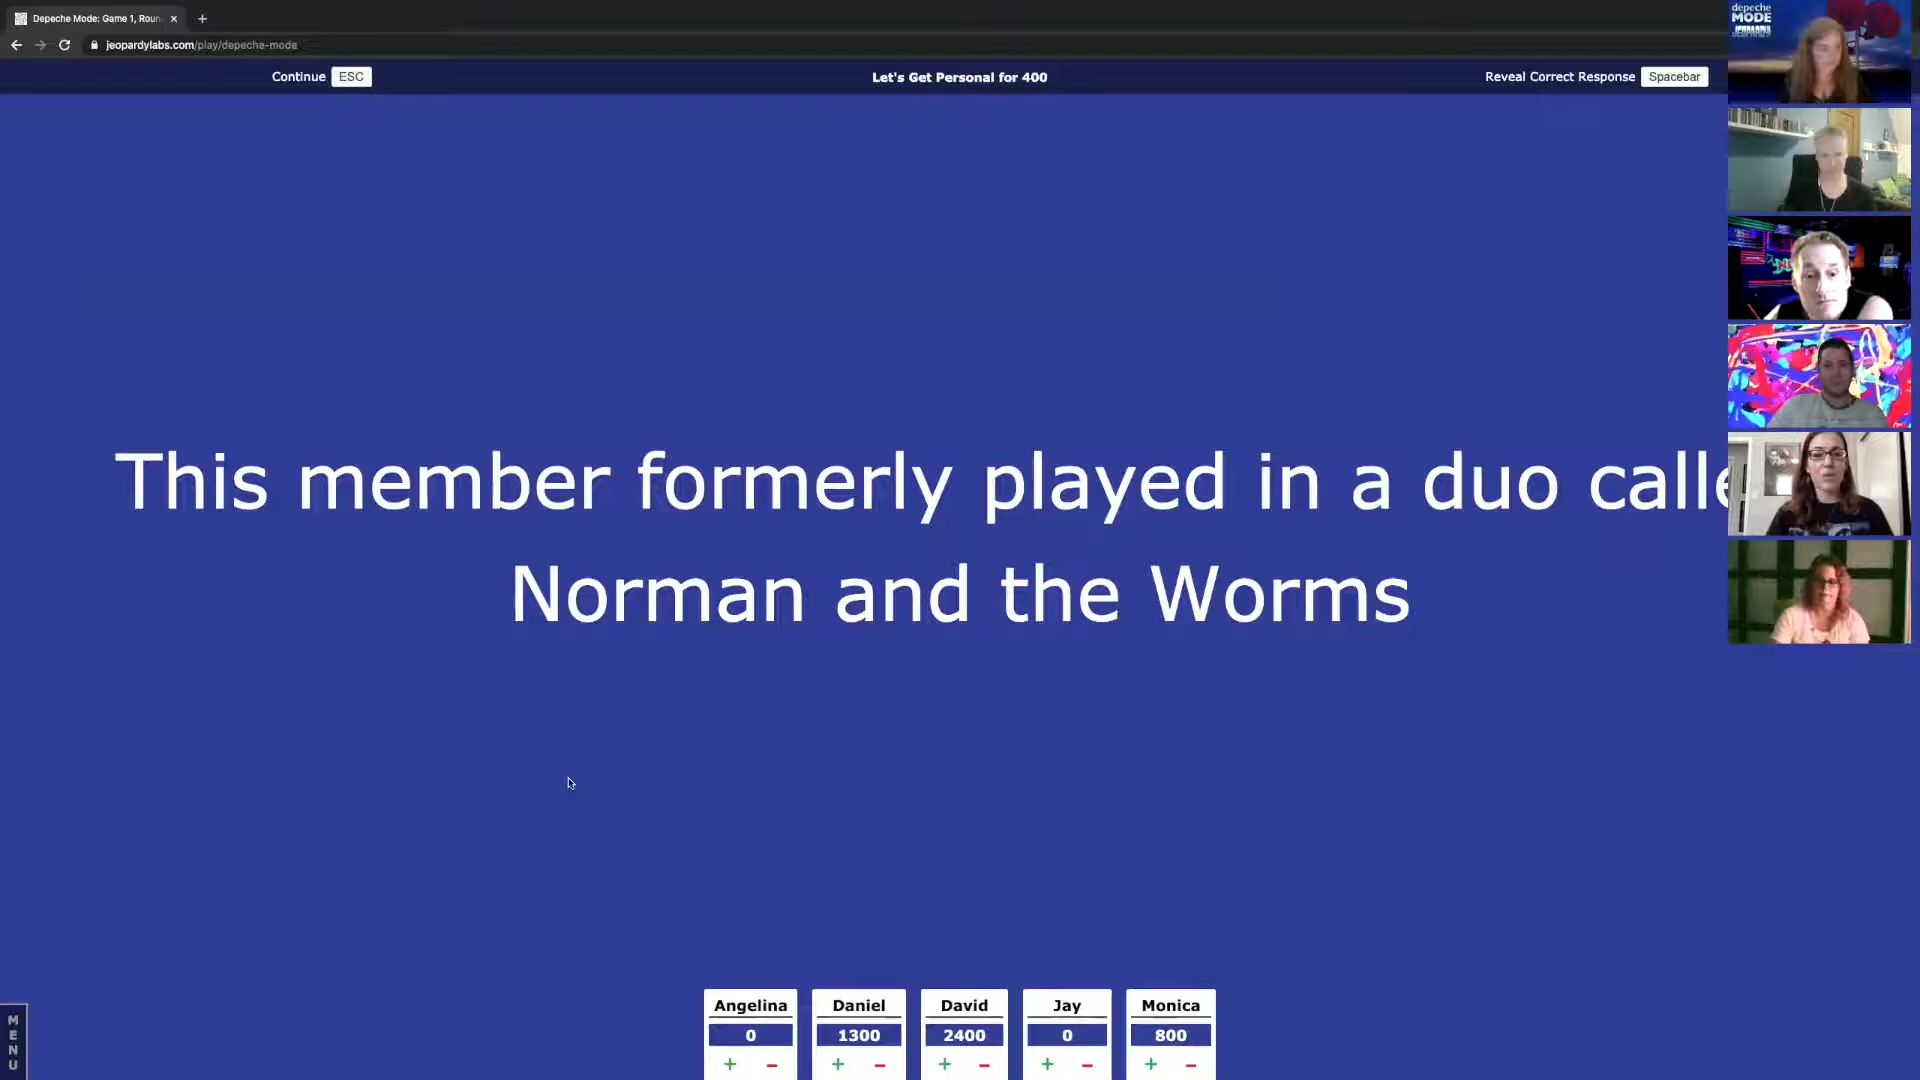 Depeche Mode: Game 1, Roun
jeopardylabs.com/play/depeche-mode
Continue ESC
Let's Get Personal for 400
Reveal Correct Response Spacebar
depeche
MODE
JEOPARDY!
This member formerly played in a duo calle
Norman and the Worms
MENU
Angelina Daniel David Jay Monica
0 1300 2400 0 800
+ - + - + - + - + -